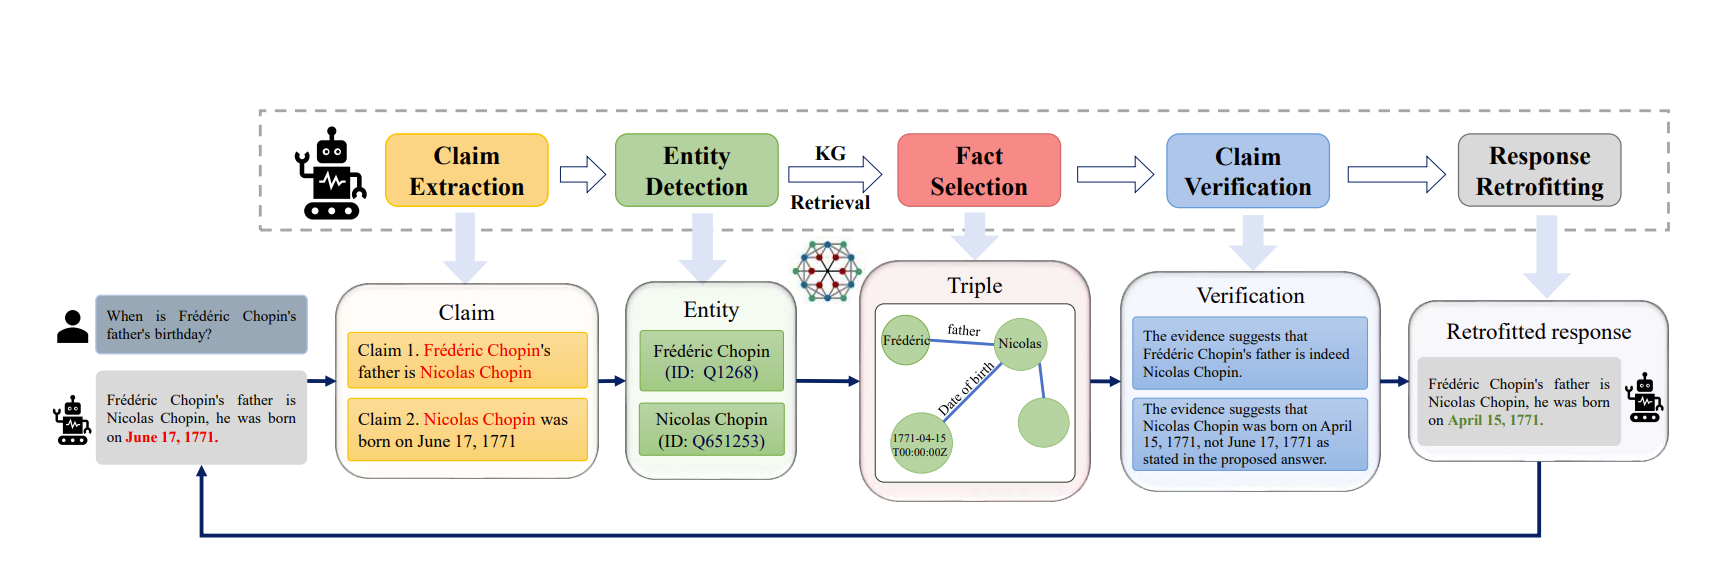 Claim
Extraction
Entity
Detection
KG
Retrieval
Fact
Selection
Claim
Verification
Response
Retrofitting
When is Frédéric Chopin's
father's birthday?
Frédéric Chopin's father is
Nicolas Chopin, he was born
on June 17, 1771.
Claim
Claim 1. Frédéric Chopin's
father is Nicolas Chopin
Claim 2. Nicolas Chopin was
born on June 17, 1771
Entity
Frédéric Chopin
(ID: Q1268)
Nicolas Chopin
(ID: Q651253)
Triple
Frédéric
father
Nicolas
Date of birth
1771-04-15
T00:00:00Z
Verification
The evidence suggests that
Frédéric Chopin's father is indeed
Nicolas Chopin.
The evidence suggests that
Nicolas Chopin was born on April
15, 1771, not June 17, 1771 as
stated in the proposed answer.
Retrofitted response
Frédéric Chopin's father is
Nicolas Chopin, he was born
on April 15, 1771.